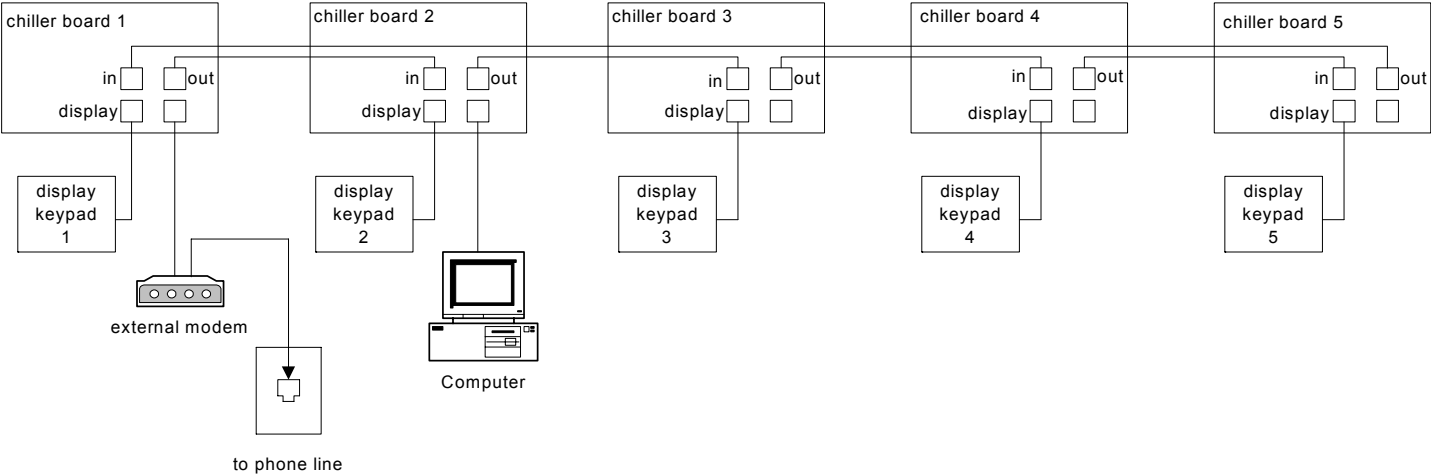 chiller board 1
chiller board 2
chiller board 3
chiller board 4
chiller board 5
in
out
in
out
in
out
in
out
in
out
display
display
display
display
display
display
keypad
1
display
keypad
2
display
keypad
3
display
keypad
4
display
keypad
5
external modem
Computer
to phone line